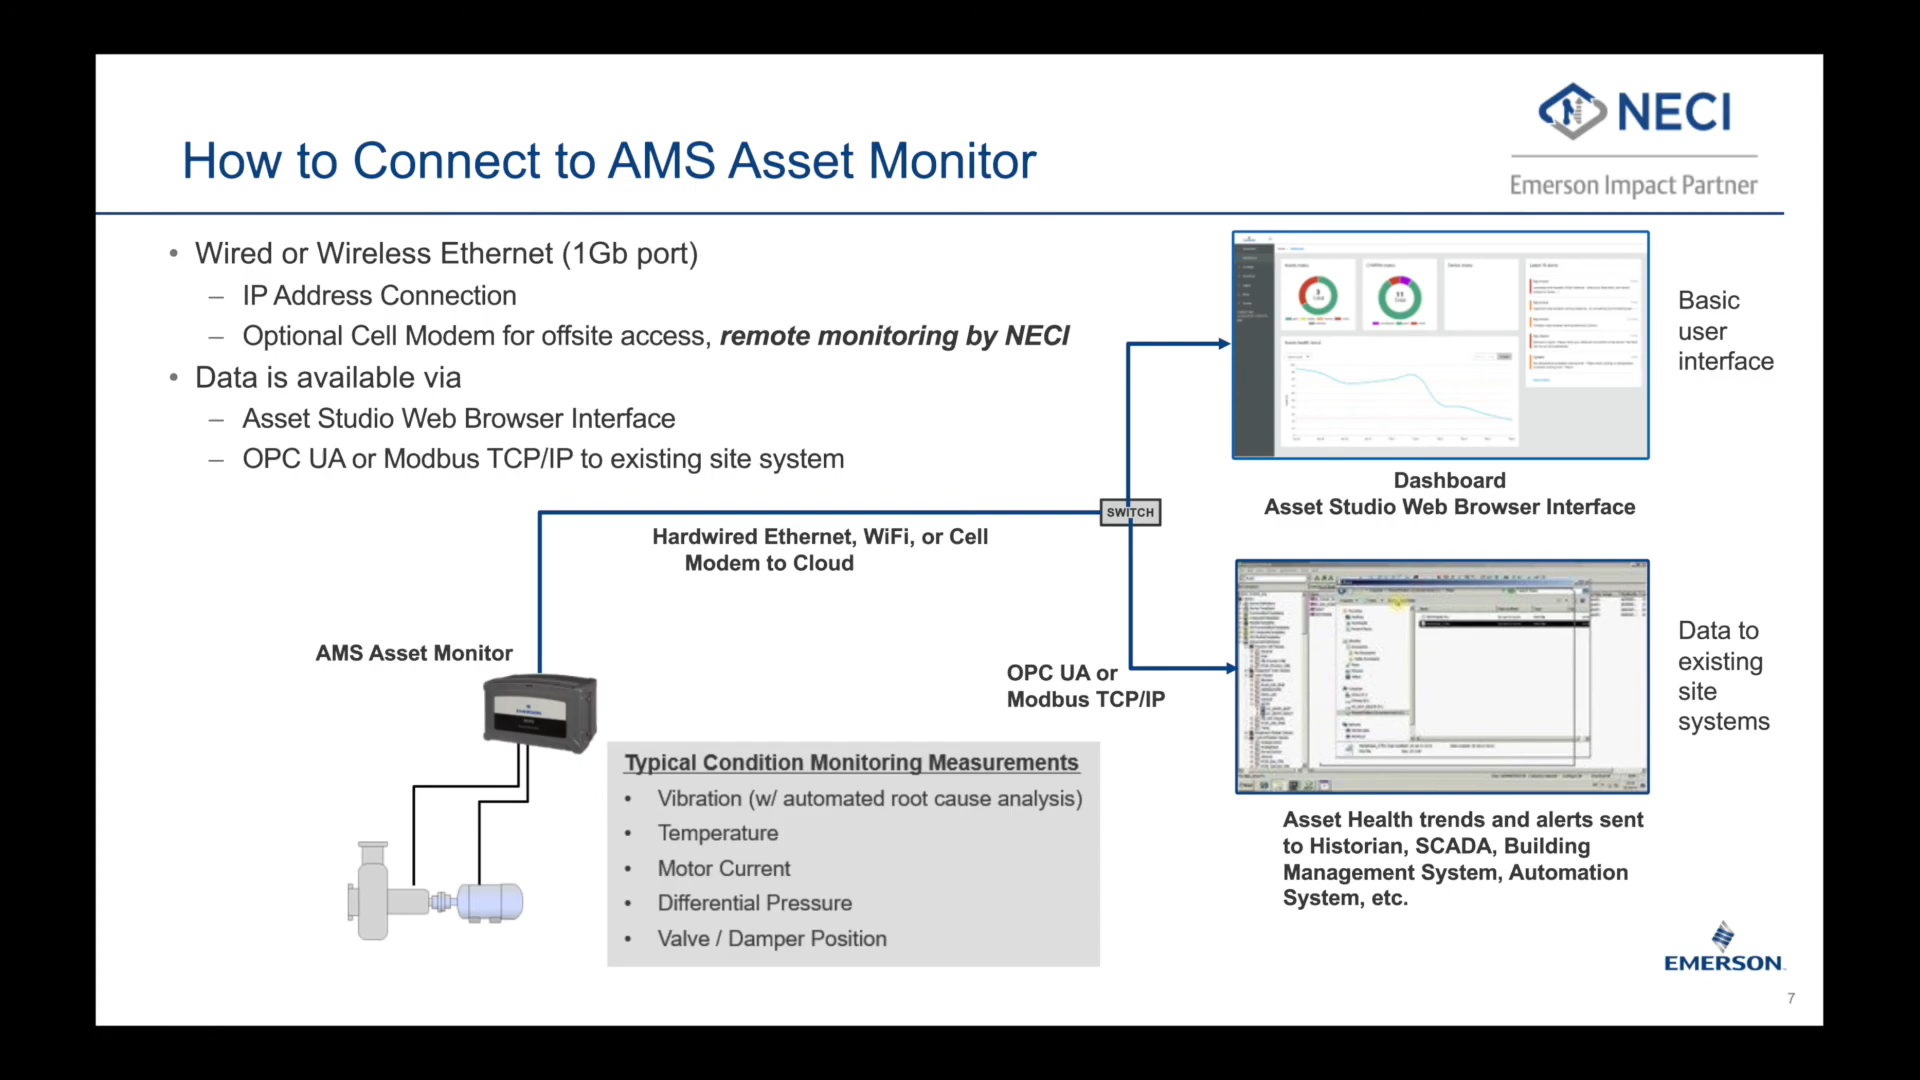 NECI
Emerson Impact Partner
How to Connect to AMS Asset Monitor
• Wired or Wireless Ethernet (1Gb port)
– IP Address Connection
– Optional Cell Modem for offsite access, remote monitoring by NECI
• Data is available via
– Asset Studio Web Browser Interface
– OPC UA or Modbus TCP/IP to existing site system
Basic
user
interface
Dashboard
Asset Studio Web Browser Interface
SWITCH
Hardwired Ethernet, WiFi, or Cell
Modem to Cloud
AMS Asset Monitor
OPC UA or
Modbus TCP/IP
Data to
existing
site
systems
Typical Condition Monitoring Measurements
• Vibration (w/ automated root cause analysis)
• Temperature
• Motor Current
• Differential Pressure
• Valve / Damper Position
Asset Health trends and alerts sent
to Historian, SCADA, Building
Management System, Automation
System, etc.
EMERSON
7